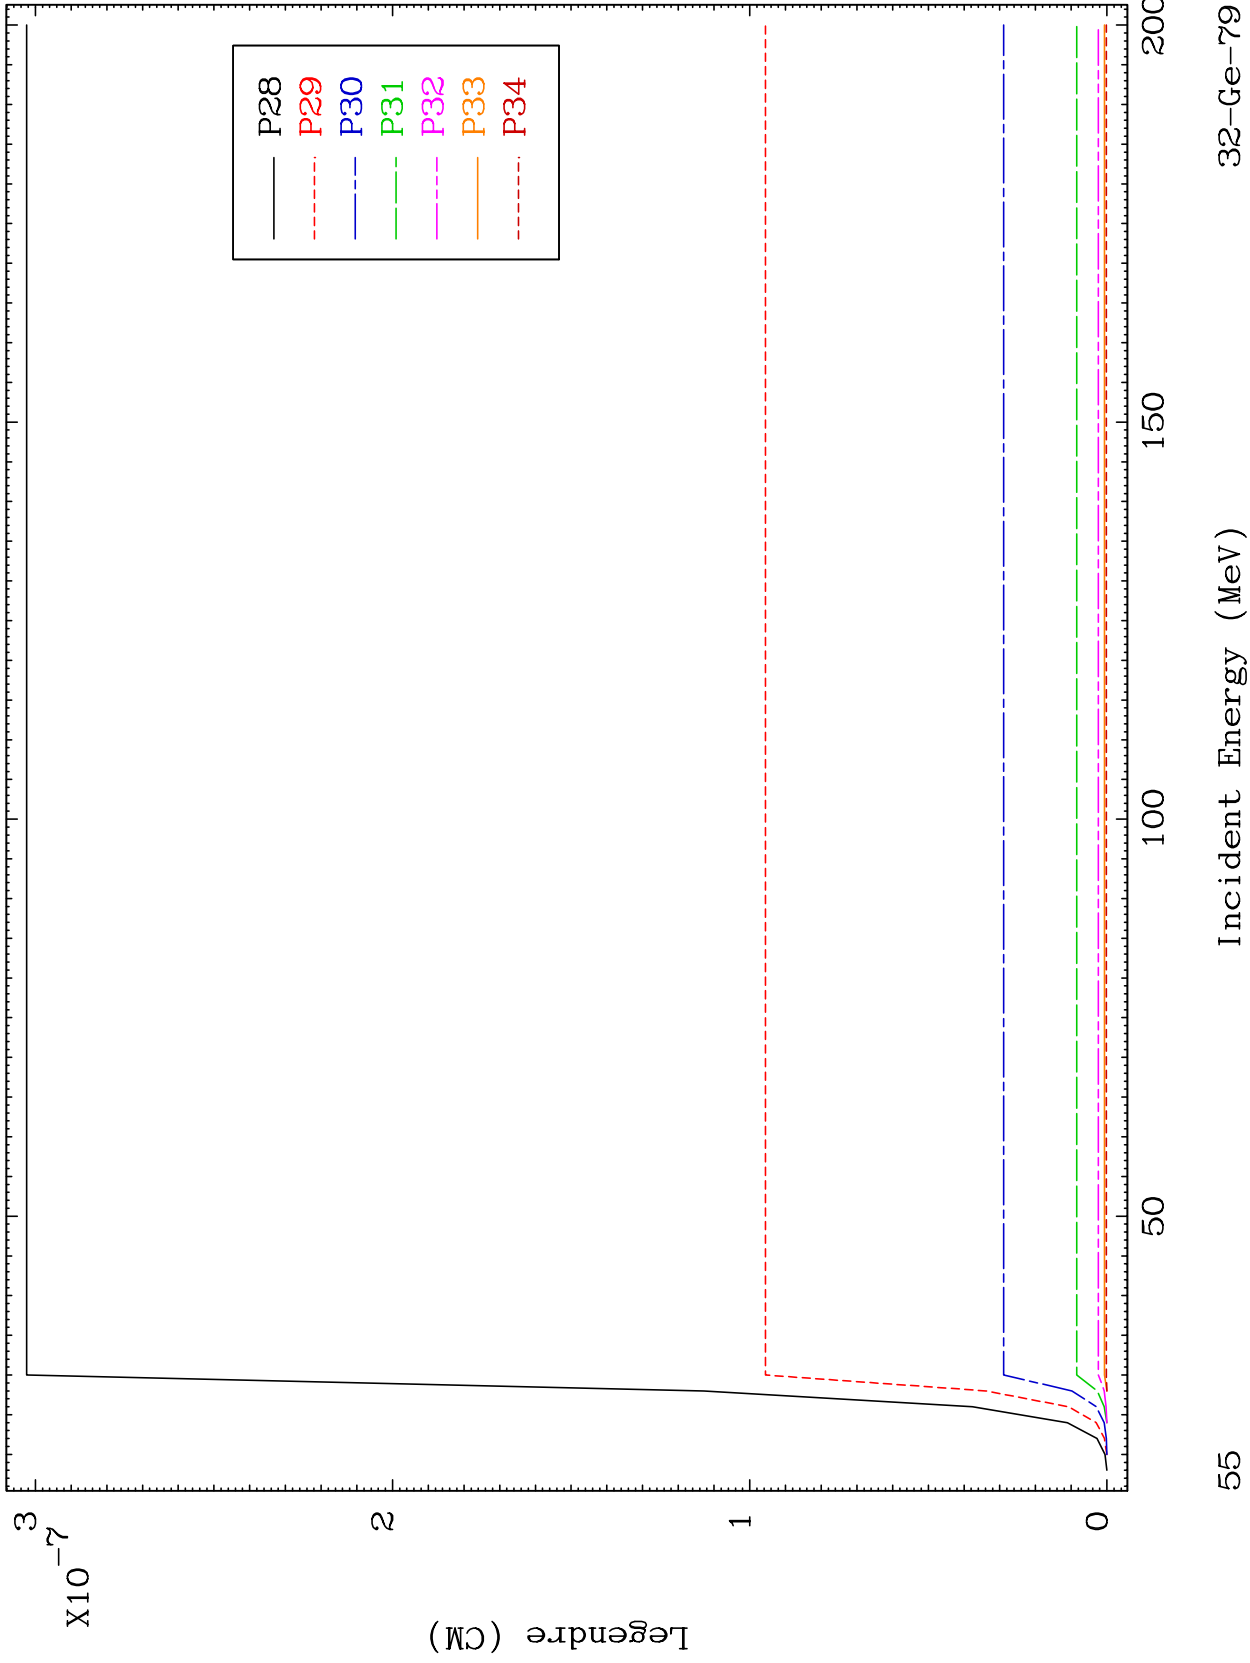 3
2
1
0
X10
-7
Legendre (CM)
P28
P29
P30
P31
P32
P33
P34
50
100
150
200
Incident Energy (MeV)
55
32-Ge-79